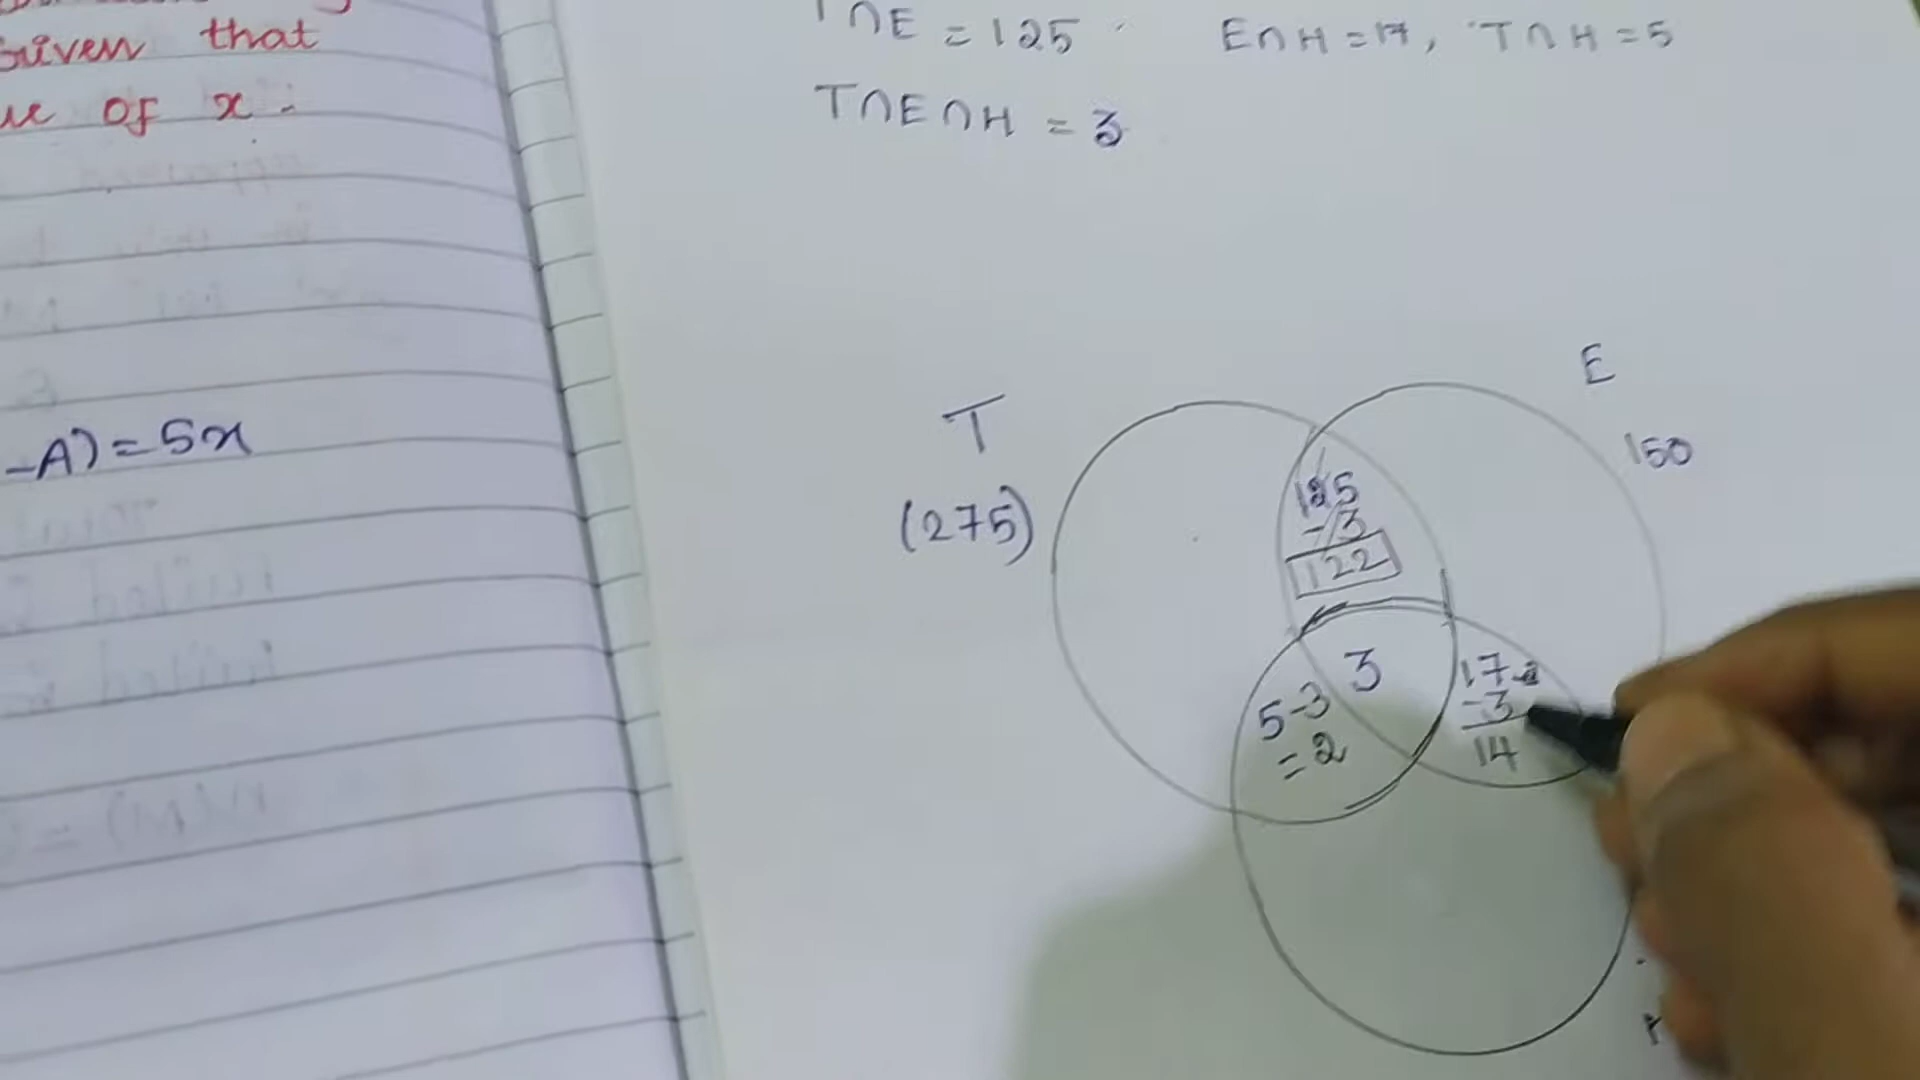 Given that
of x.
-A) = 5x
T∩E = 125 E∩H = 17, T∩H = 5
T∩E∩H = 3
E
150
T
(275)
125
-3
122
3
5-3
= 2
17
-3
14